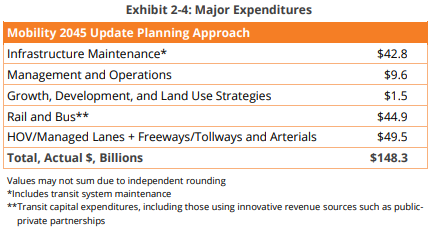 Exhibit 2-4: Major Expenditures
Mobility 2045 Update Planning Approach
Infrastructure Maintenance* $42.8
Management and Operations $9.6
Growth, Development, and Land Use Strategies $1.5
Rail and Bus** $44.9
HOV/Managed Lanes + Freeways/Tollways and Arterials $49.5
Total, Actual $, Billions $148.3
Values may not sum due to independent rounding
*Includes transit system maintenance
**Transit capital expenditures, including those using innovative revenue sources such as public-
private partnerships